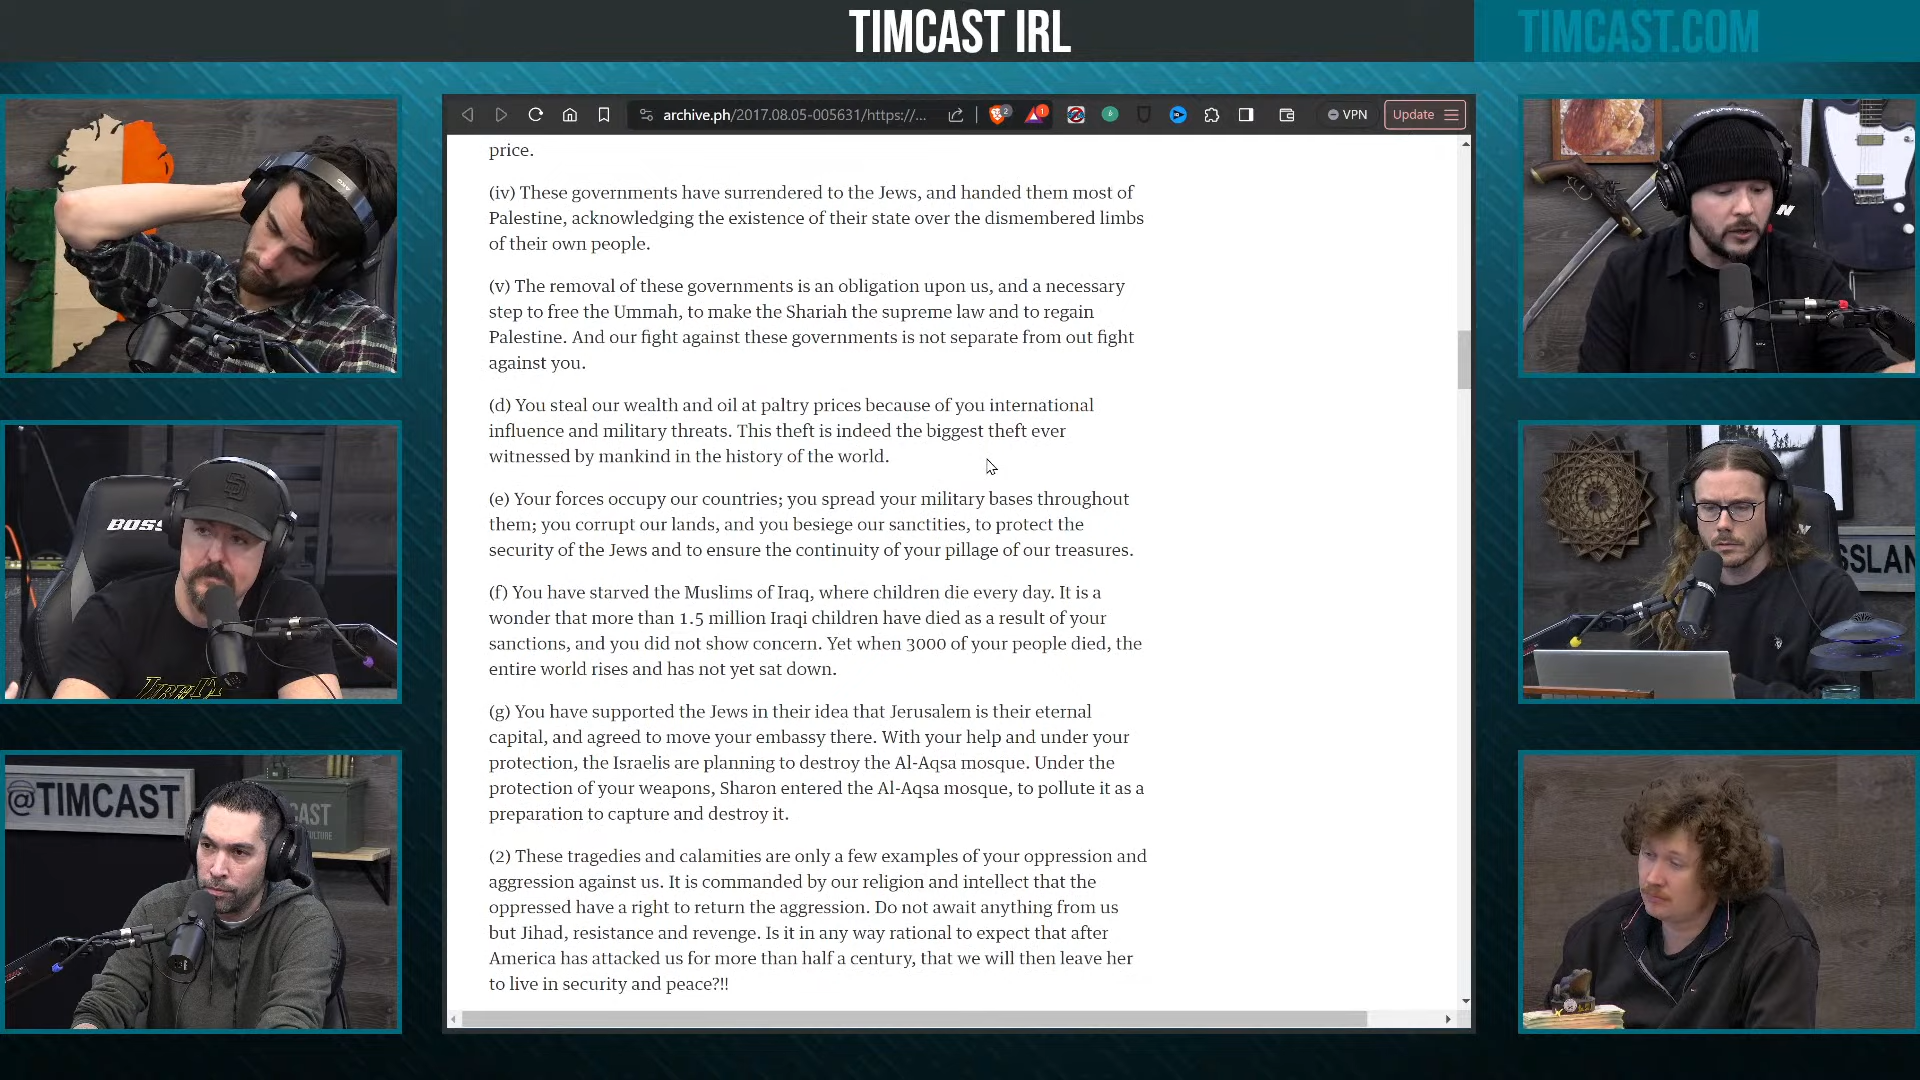 TIMCAST IRL
TIMCAST.COM
archive.ph/2017.08.05-005631/https://...
2
1
6
VPN
Update
price.
(iv) These governments have surrendered to the Jews, and handed them most of
Palestine, acknowledging the existence of their state over the dismembered limbs
of their own people.
(v) The removal of these governments is an obligation upon us, and a necessary
step to free the Ummah, to make the Shariah the supreme law and to regain
Palestine. And our fight against these governments is not separate from out fight
against you.
(d) You steal our wealth and oil at paltry prices because of you international
influence and military threats. This theft is indeed the biggest theft ever
witnessed by mankind in the history of the world.
(e) Your forces occupy our countries; you spread your military bases throughout
them; you corrupt our lands, and you besiege our sanctities, to protect the
security of the Jews and to ensure the continuity of your pillage of our treasures.
(f) You have starved the Muslims of Iraq, where children die every day. It is a
wonder that more than 1.5 million Iraqi children have died as a result of your
sanctions, and you did not show concern. Yet when 3000 of your people died, the
entire world rises and has not yet sat down.
(g) You have supported the Jews in their idea that Jerusalem is their eternal
capital, and agreed to move your embassy there. With your help and under your
protection, the Israelis are planning to destroy the Al-Aqsa mosque. Under the
protection of your weapons, Sharon entered the Al-Aqsa mosque, to pollute it as a
preparation to capture and destroy it.
(2) These tragedies and calamities are only a few examples of your oppression and
aggression against us. It is commanded by our religion and intellect that the
oppressed have a right to return the aggression. Do not await anything from us
but Jihad, resistance and revenge. Is it in any way rational to expect that after
America has attacked us for more than half a century, that we will then leave her
to live in security and peace?!!
BOSS
@TIMCAST
CAST
SSLAN